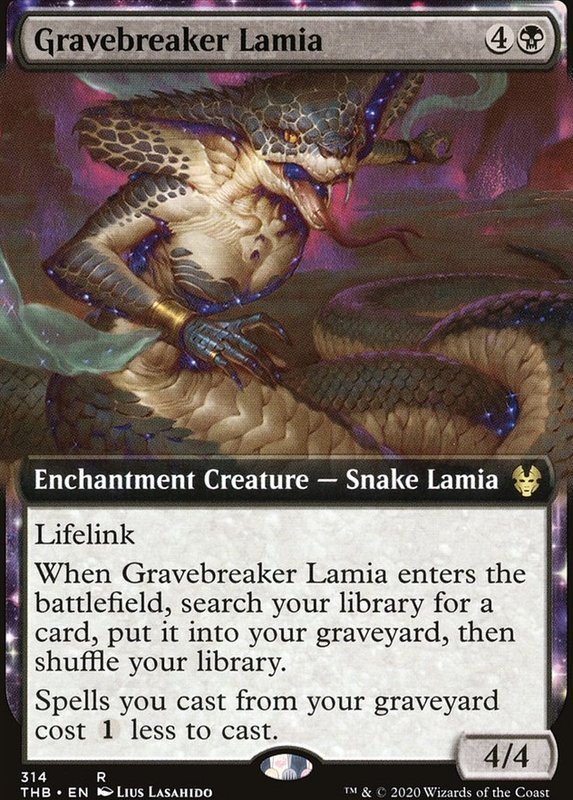 Gravebreaker Lamia 4
Enchantment Creature — Snake Lamia
Lifelink
When Gravebreaker Lamia enters the
battlefield, search your library for a
card, put it into your graveyard, then
shuffle your library.
Spells you cast from your graveyard
cost 1 less to cast.
4/4
314 R
THB • EN Lius Lasahido
™ & © 2020 Wizards of the Coast